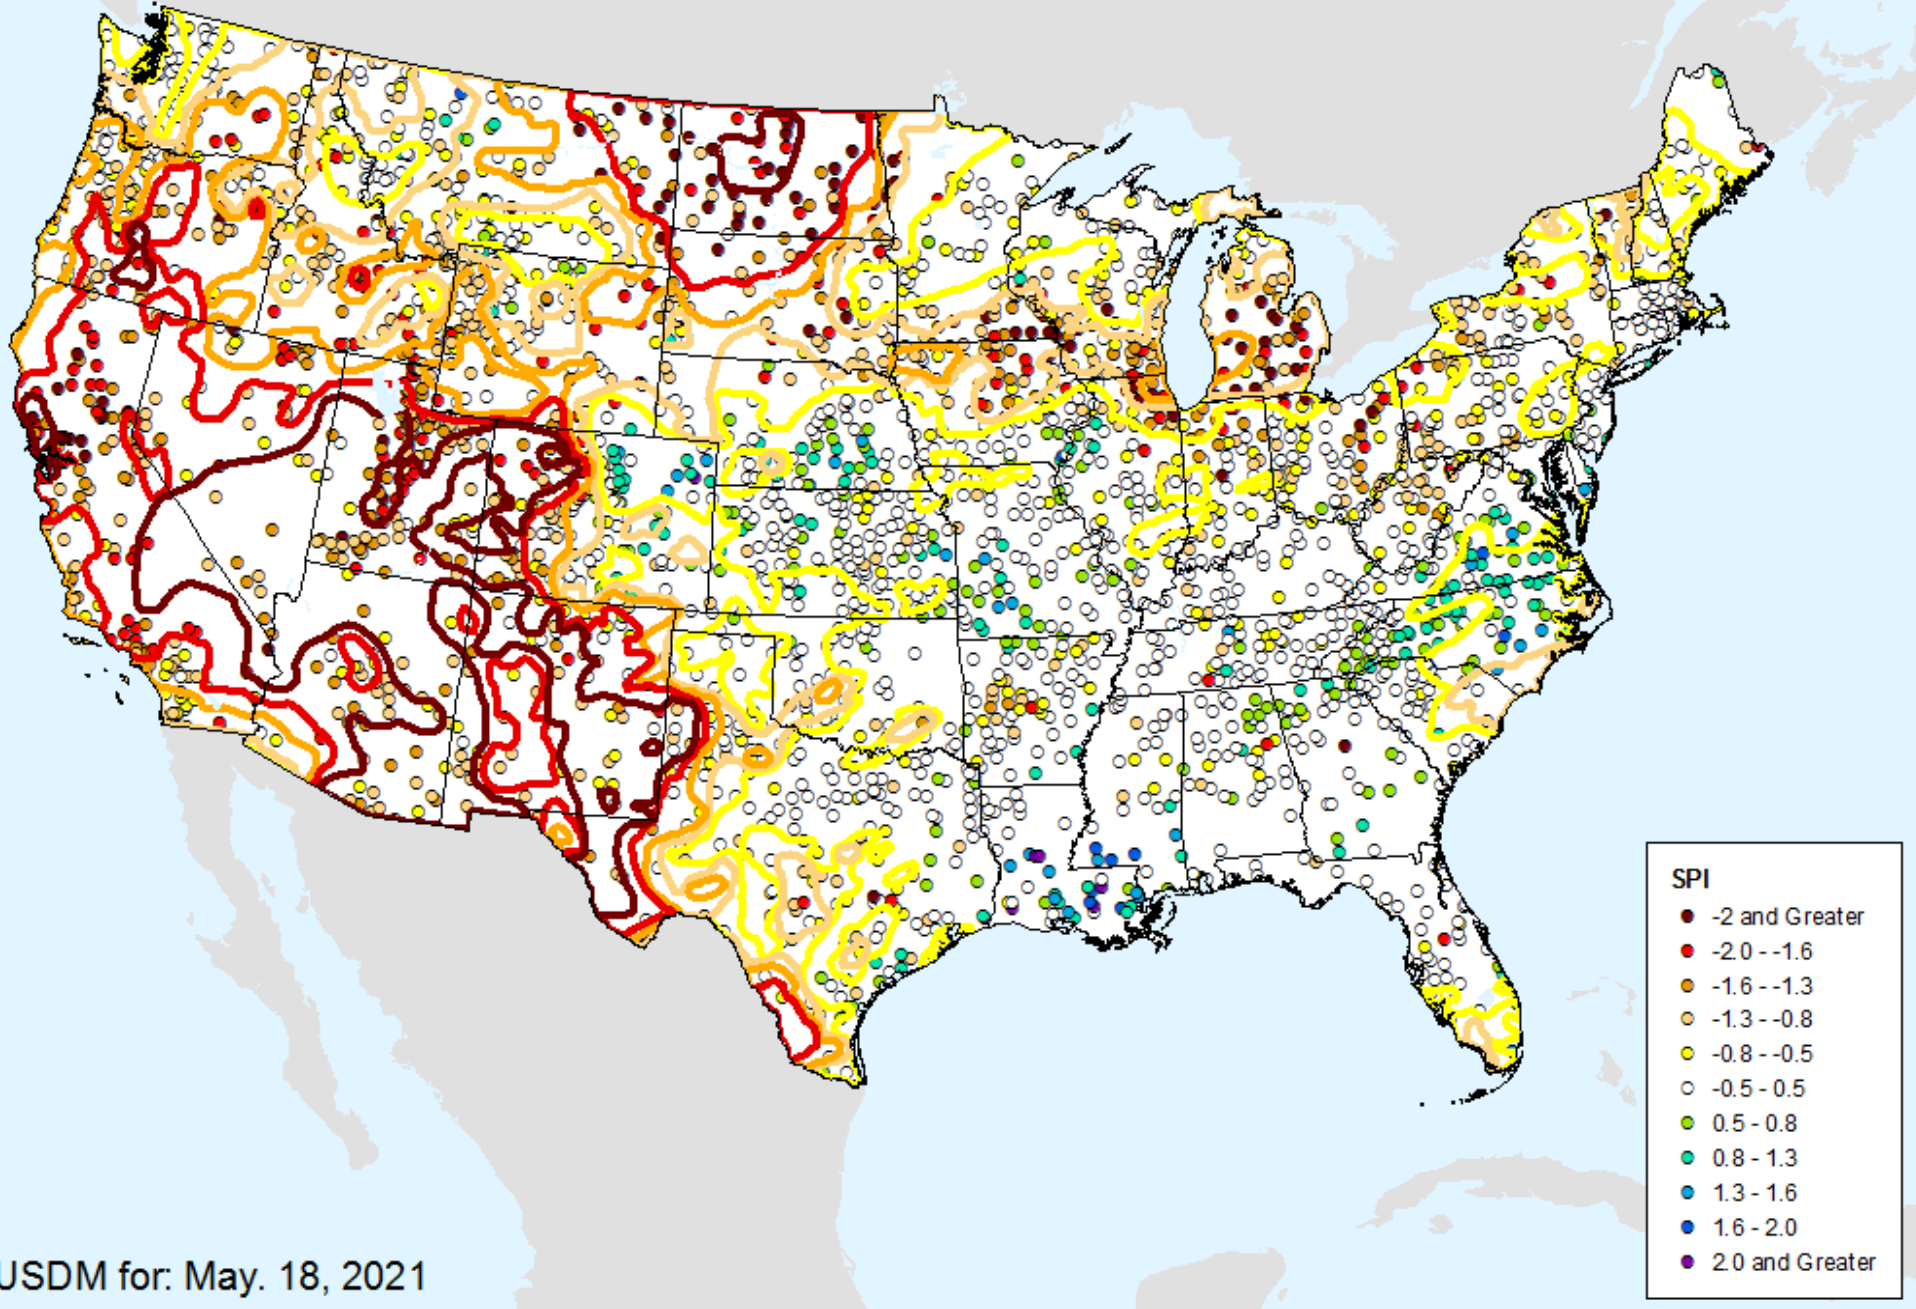 SPI
-2 and Greater
-2.0 - -1.6
-1.6 - -1.3
-1.3 - -0.8
-0.8 - -0.5
-0.5 - 0.5
0.5 - 0.8
0.8 - 1.3
1.3 - 1.6
1.6 - 2.0
2.0 and Greater
USDM for: May. 18, 2021